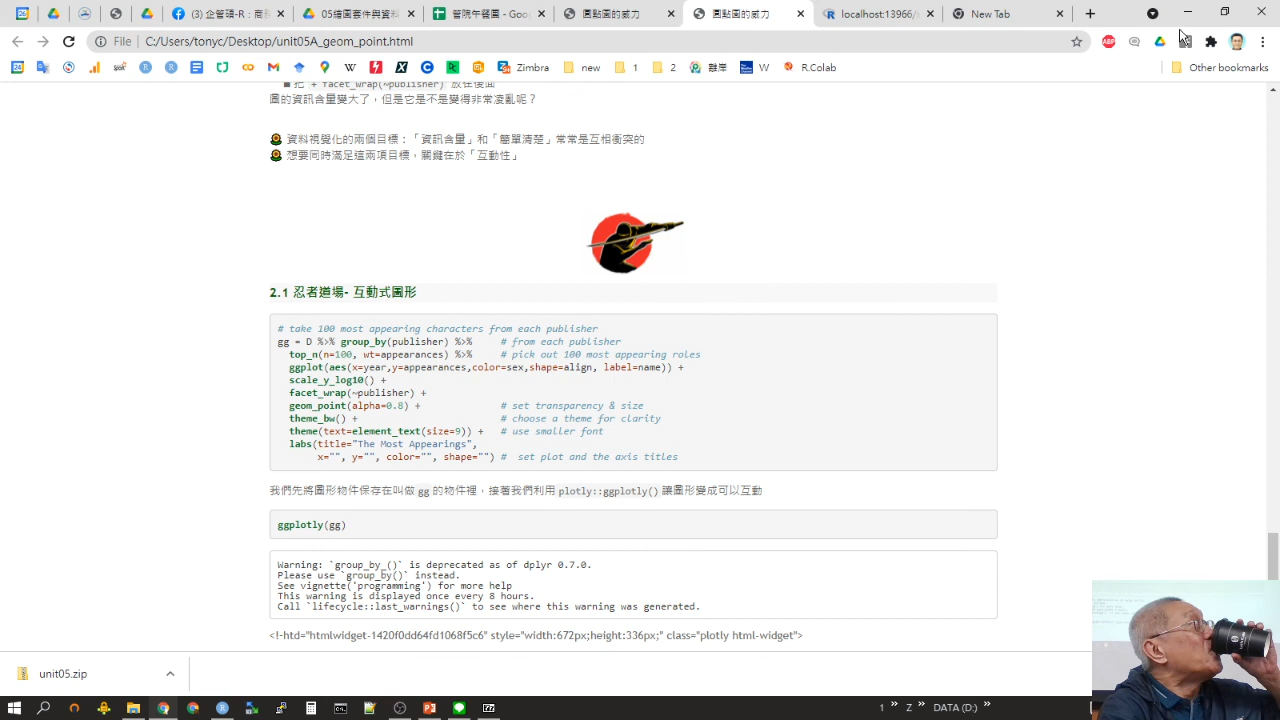 (3) 企管碩-R : 商務
05繪圖套件與資料
管院午餐團 - Goo
圖點圖的威力
圖點圖的威力
localhost:13966/s
New Tab
File
C:/Users/tonyc/Desktop/unit05A_geom_point.html
Zimbra
new
1
2
W
R.Colab
Other bookmarks
把 + facet_wrap(~publisher) 放在後面
圖的資訊含量變大了，但是它是不是變得非常凌亂呢？
資料視覺化的兩個目標：「資訊含量」和「簡單清楚」常常是互相衝突的
想要同時滿足這兩項目標，關鍵在於「互動性」
2.1 忍者道場- 互動式圖形
# take 100 most appearing characters from each publisher
gg = D %>% group_by(publisher) %>%    # from each publisher
top_n(n=100, wt=appearances) %>%    # pick out 100 most appearing roles
ggplot(aes(x=year,y=appearances,color=sex,shape=align, label=name)) +
scale_y_log10() +
facet_wrap(~publisher) +
geom_point(alpha=0.8) +    # set transparency & size
theme_bw() +    # choose a theme for clarity
theme(text=element_text(size=9)) +    # use smaller font
labs(title="The Most Appearings",
x="", y="", color="", shape="") #  set plot and the axis titles
我們先將圖形物件保存在叫做 gg 的物件裡，接著我們利用 plotly::ggplotly() 讓圖形變成可以互動
ggplotly(gg)
Warning: `group_by_()` is deprecated as of dplyr 0.7.0.
Please use `group_by()` instead.
See vignette('programming') for more help
This warning is displayed once every 8 hours.
Call `lifecycle::last_warnings()` to see where this warning was generated.
<!-htd="htmlwidget-1420f0dd64fd1068f5c6" style="width:672px;height:336px;" class="plotly html-widget">
unit05.zip
1
Z
DATA (D:)